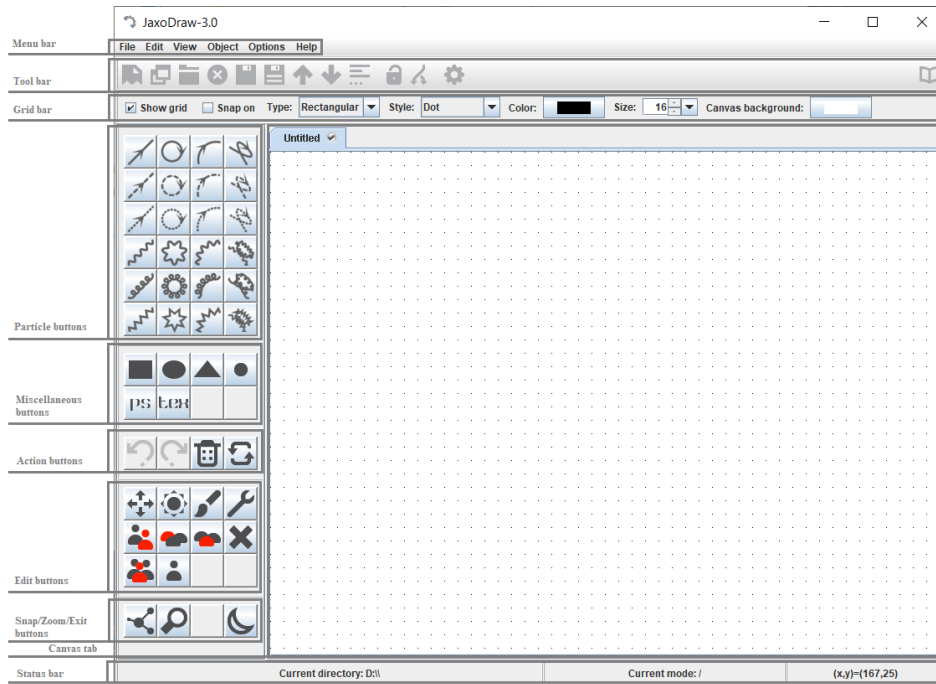 JaxoDraw-3.0
Menu bar
File Edit View Object Options Help
Tool bar
Grid bar
Show grid Snap on Type: Rectangular Style: Dot Color: Size: 16 Canvas background:
Untitled
Particle buttons
Miscellaneous
buttons
ps tex
Action buttons
Edit buttons
Snap/Zoom/Exit
buttons
Canvas tab
Status bar
Current directory: D:\\ Current mode: / (x,y)=(167,25)